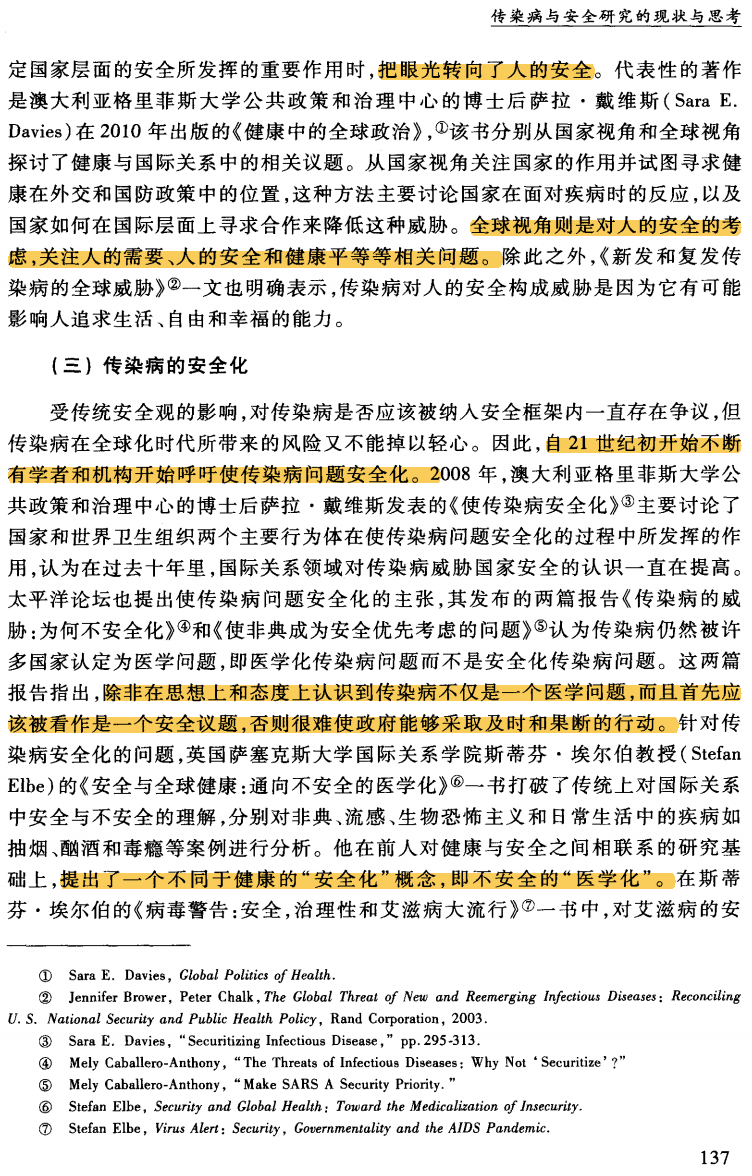 传染病与安全研究的现状与思考
定国家层面的安全所发挥的重要作用时,把眼光转向了人的安全。代表性的著作
是澳大利亚格里菲斯大学公共政策和治理中心的博士后萨拉·戴维斯(Sara E.
Davies)在 2010 年出版的《健康中的全球政治》,①该书分别从国家视角和全球视角
探讨了健康与国际关系中的相关议题。从国家视角关注国家的作用并试图寻求健
康在外交和国防政策中的位置,这种方法主要讨论国家在面对疾病时的反应,以及
国家如何在国际层面上寻求合作来降低这种威胁。全球视角则是对人的安全的考
虑,关注人的需要、人的安全和健康平等等相关问题。除此之外,《新发和复发传
染病的全球威胁》②一文也明确表示,传染病对人的安全构成威胁是因为它有可能
影响人追求生活、自由和幸福的能力。
(三) 传染病的安全化
受传统安全观的影响,对传染病是否应该被纳入安全框架内一直存在争议,但
传染病在全球化时代所带来的风险又不能掉以轻心。因此,自 21 世纪初开始不断
有学者和机构开始呼吁使传染病问题安全化。2008 年,澳大利亚格里菲斯大学公
共政策和治理中心的博士后萨拉·戴维斯发表的《使传染病安全化》③主要讨论了
国家和世界卫生组织两个主要行为体在使传染病问题安全化的过程中所发挥的作
用,认为在过去十年里,国际关系领域对传染病威胁国家安全的认识一直在提高。
太平洋论坛也提出使传染病问题安全化的主张,其发布的两篇报告《传染病的威
胁:为何不安全化》④和《使非典成为安全优先考虑的问题》⑤认为传染病仍然被许
多国家认定为医学问题,即医学化传染病问题而不是安全化传染病问题。这两篇
报告指出,除非在思想上和态度上认识到传染病不仅是一个医学问题,而且首先应
该被看作是一个安全议题,否则很难使政府能够采取及时和果断的行动。针对传
染病安全化的问题,英国萨塞克斯大学国际关系学院斯蒂芬·埃尔伯教授(Stefan
Elbe)的《安全与全球健康:通向不安全的医学化》⑥一书打破了传统上对国际关系
中安全与不安全的理解,分别对非典、流感、生物恐怖主义和日常生活中的疾病如
抽烟、酗酒和毒瘾等案例进行分析。他在前人对健康与安全之间相联系的研究基
础上,提出了一个不同于健康的“安全化”概念,即不安全的“医学化”。在斯蒂
芬·埃尔伯的《病毒警告:安全,治理性和艾滋病大流行》⑦一书中,对艾滋病的安
① Sara E. Davies, Global Politics of Health.
② Jennifer Brower, Peter Chalk, The Global Threat of New and Reemerging Infectious Diseases: Reconciling
U. S. National Security and Public Health Policy, Rand Corporation, 2003.
③ Sara E. Davies, “Securitizing Infectious Disease,” pp. 295-313.
④ Mely Caballero-Anthony, “The Threats of Infectious Diseases: Why Not ‘Securitize’?”
⑤ Mely Caballero-Anthony, “Make SARS A Security Priority.”
⑥ Stefan Elbe, Security and Global Health: Toward the Medicalization of Insecurity.
⑦ Stefan Elbe, Virus Alert: Security, Governmentality and the AIDS Pandemic.
137